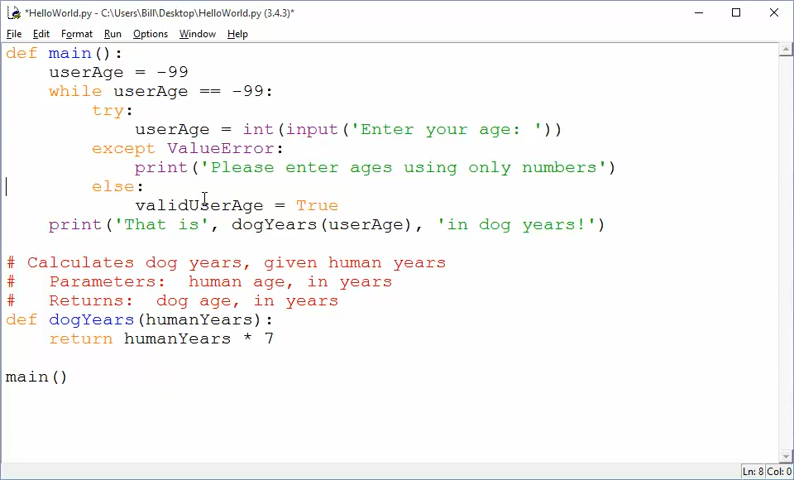 *HelloWorld.py - C:\Users\Bill\Desktop\HelloWorld.py (3.4.3)*
File Edit Format Run Options Window Help
def main():
    userAge = -99
    while userAge == -99:
        try:
            userAge = int(input('Enter your age: '))
        except ValueError:
            print('Please enter ages using only numbers')
        else:
            validUserAge = True
    print('That is', dogYears(userAge), 'in dog years!')
# Calculates dog years, given human years
#   Parameters:  human age, in years
#   Returns:  dog age, in years
def dogYears(humanYears):
    return humanYears * 7
main()
Ln: 8 Col: 0